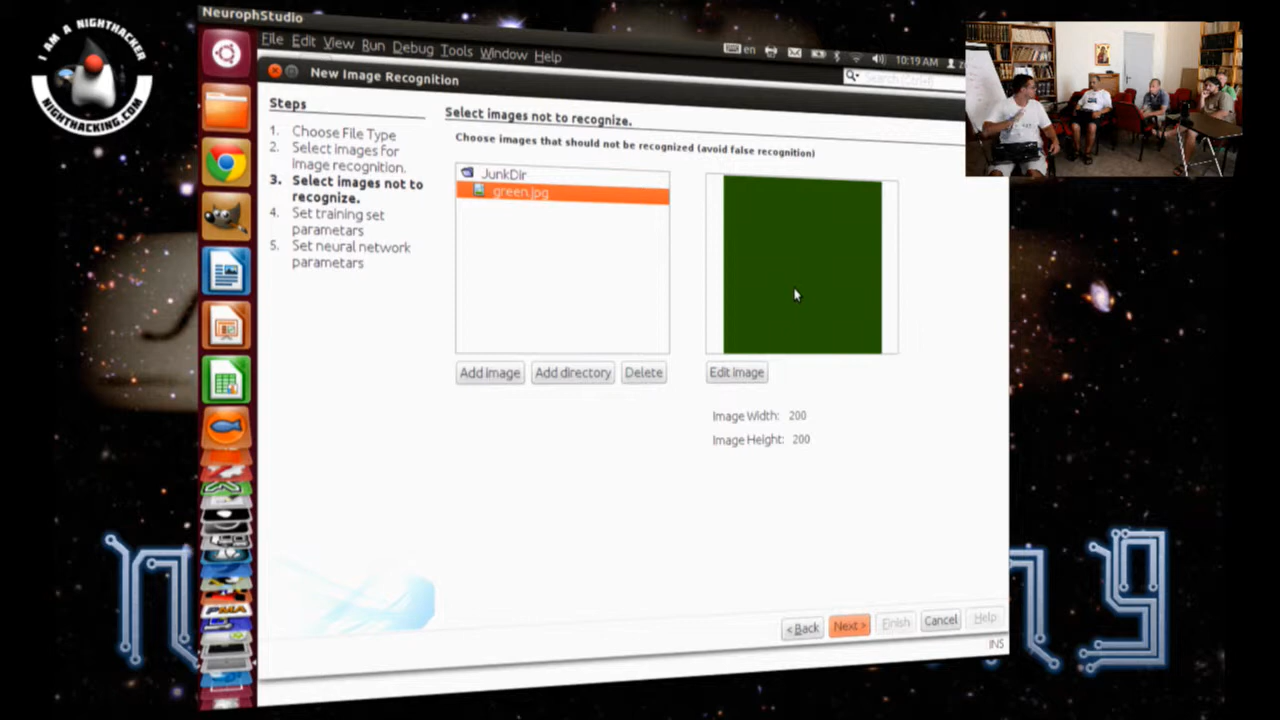 NeurophStudio
I AM A NIGHTHACKER
NIGHTHACKING.COM
File Edit View Run Debug Tools Window Help
en
10:19 AM
New Image Recognition
Search (Ctrl+I)
Steps
1. Choose File Type
2. Select images for
image recognition.
3. Select images not to
recognize.
4. Set training set
parametars
5. Set neural network
parametars
Select images not to recognize.
Choose images that should not be recognized (avoid false recognition)
JunkDir
green.jpg
Add image
Add directory
Delete
Edit image
Image Width: 200
Image Height: 200
< Back
Next >
Finish
Cancel
Help
INS
PMA